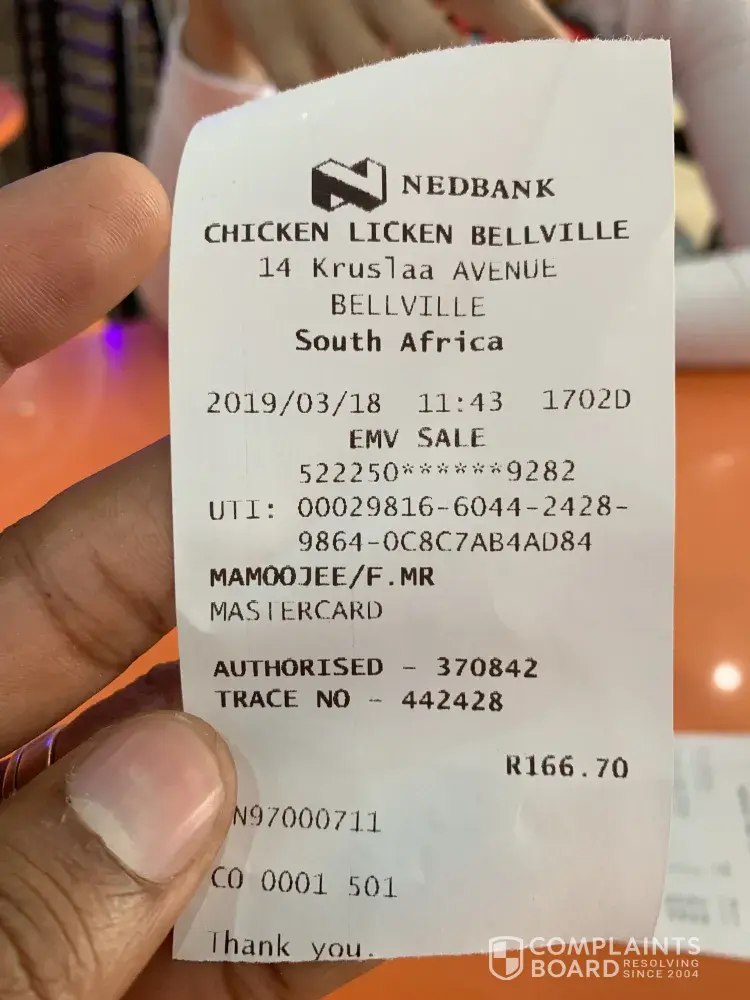 NEDBANK
CHICKEN LICKEN BELLVILLE
14 Kruslaa AVENUE
BELLVILLE
South Africa
2019/03/18 11:43 1702D
EMV SALE
522250******9282
UTI: 00029816-6044-2428-
9864-0C8C7AB4AD84
MAMOOJEE/F.MR
MASTERCARD
AUTHORISED - 370842
TRACE NO - 442428
R166.70
N97000711
CO 0001 501
Thank you.
COMPLAINTS
BOARD RESOLVING
SINCE 2004